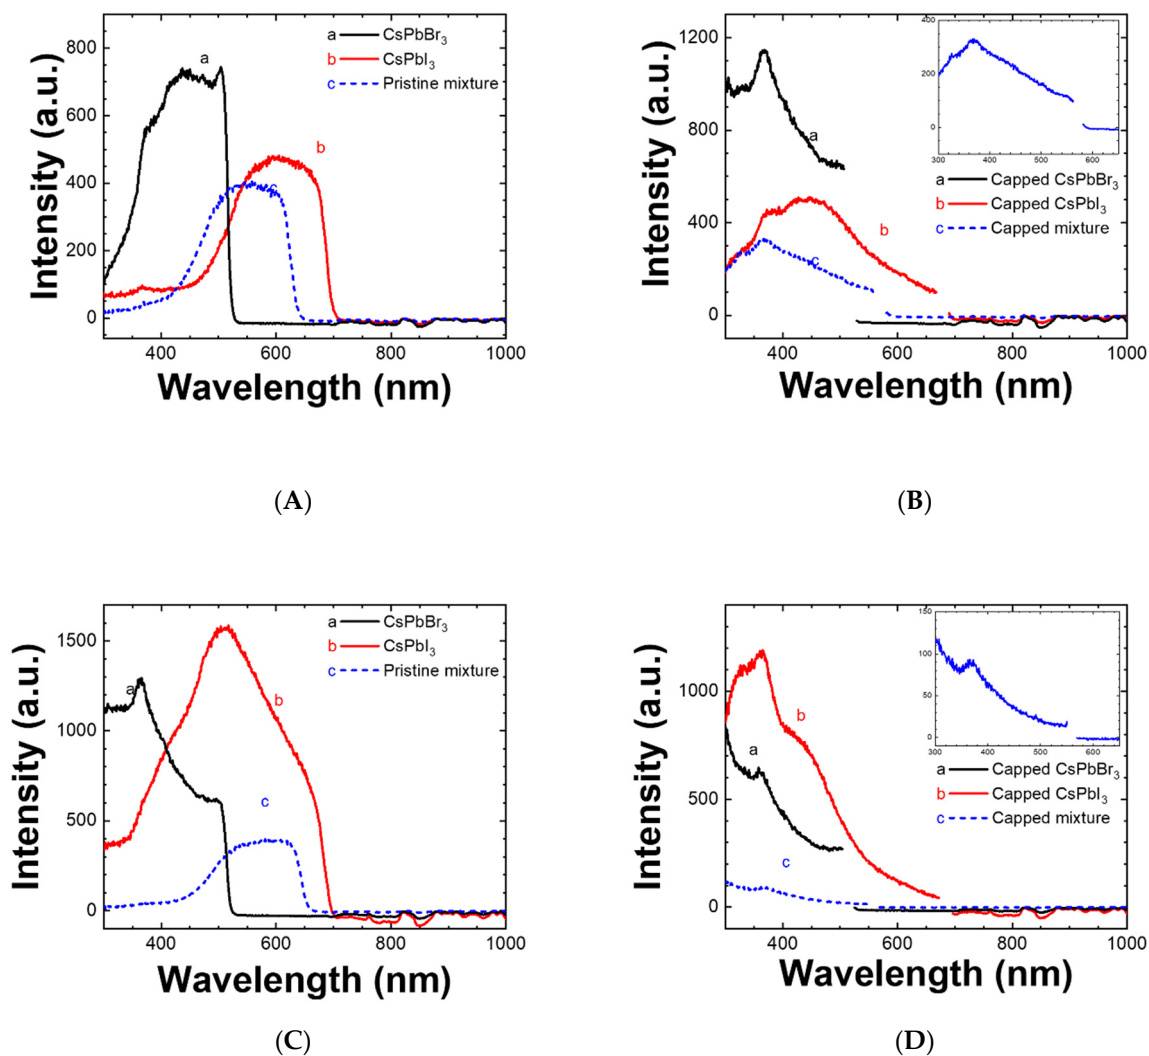 a CsPbBr3
b CsPbI3
c Pristine mixture
a
b
c
800
600
400
200
0
400 600 800 1000
Intensity (a.u.)
Wavelength (nm)
(A)
a Capped CsPbBr3
b Capped CsPbI3
c Capped mixture
a
b
c
1200
900
600
300
0
400 600 800 1000
Intensity (a.u.)
Wavelength (nm)
400
200
0
300 400 500 600
(B)
a CsPbBr3
b CsPbI3
c Pristine mixture
a
b
c
1500
1000
500
0
400 600 800 1000
Intensity (a.u.)
Wavelength (nm)
(C)
a Capped CsPbBr3
b Capped CsPbI3
c Capped mixture
a
b
c
1000
500
0
400 600 800 1000
Intensity (a.u.)
Wavelength (nm)
150
100
50
0
300 400 500 600
(D)